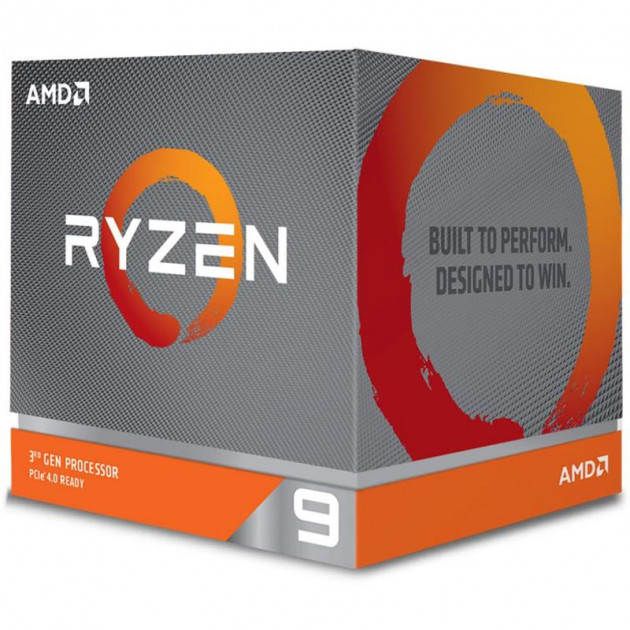 AMD
RYZEN
3RD GEN PROCESSOR
PCIe® 4.0 READY
9
BUILT TO PERFORM.
DESIGNED TO WIN.
AMD